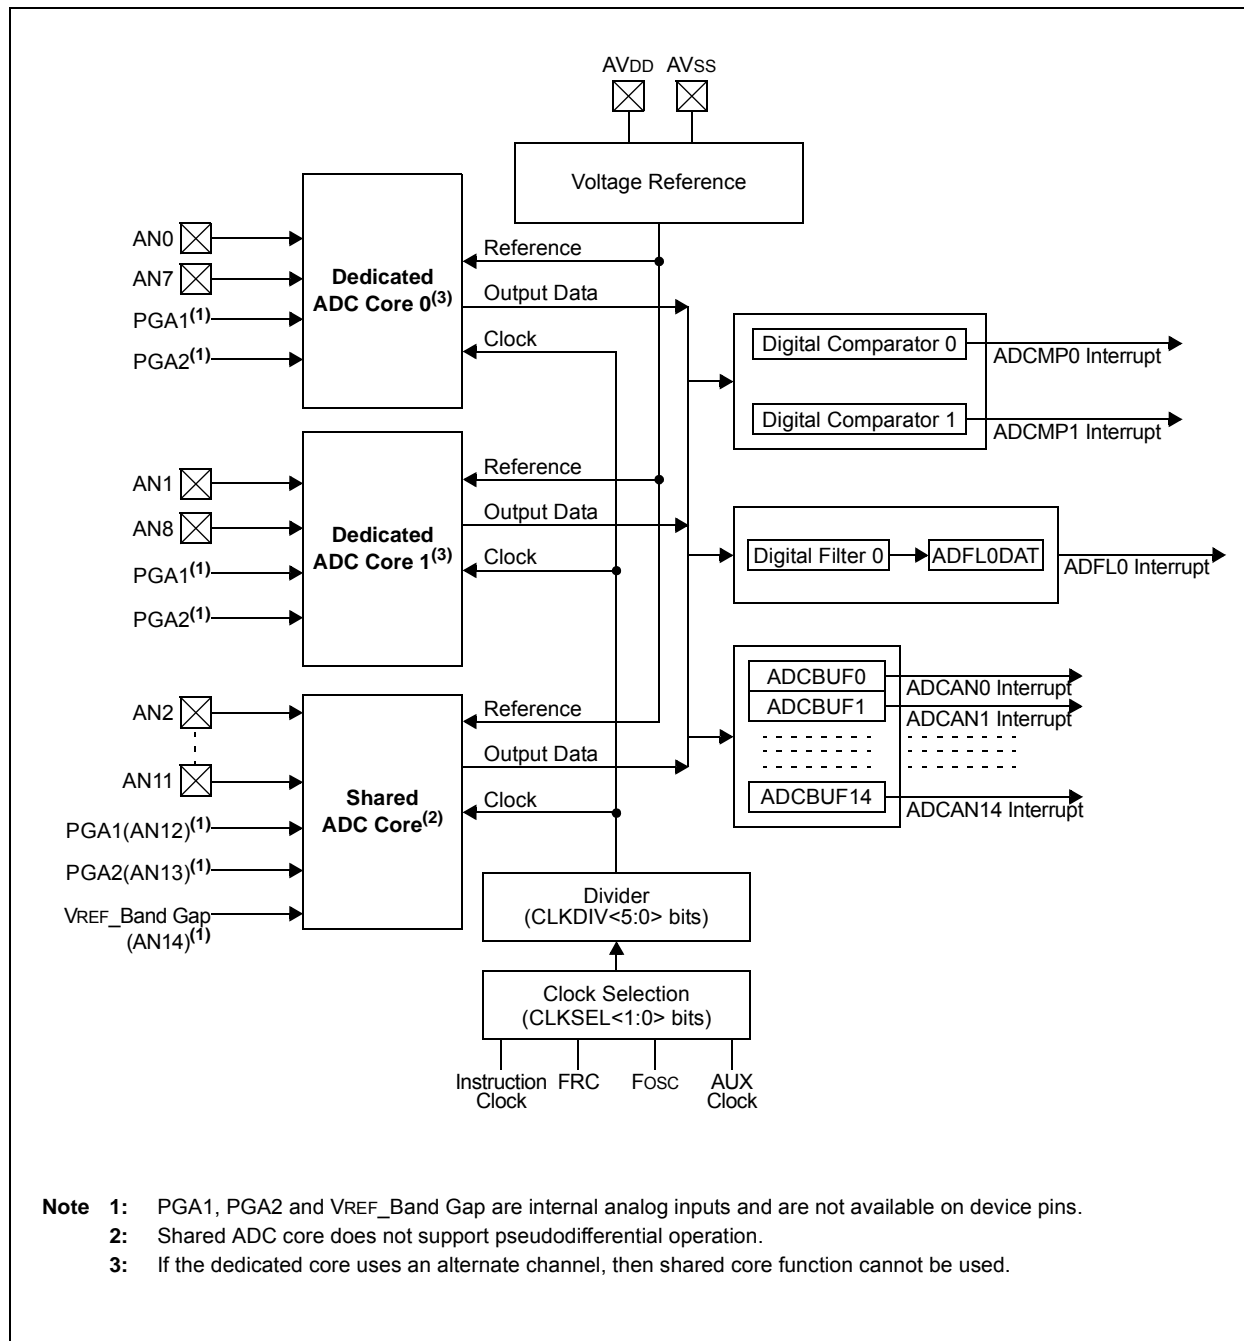 AVDD AVSS
Voltage Reference
AN0
AN7
PGA1(1)
PGA2(1)
Dedicated
ADC Core 0(3)
Reference
Output Data
Clock
Digital Comparator 0
ADCMP0 Interrupt
Digital Comparator 1
ADCMP1 Interrupt
AN1
AN8
PGA1(1)
PGA2(1)
Dedicated
ADC Core 1(3)
Reference
Output Data
Clock
Digital Filter 0
ADFL0DAT
ADFL0 Interrupt
AN2
AN11
PGA1(AN12)(1)
PGA2(AN13)(1)
VREF_Band Gap
(AN14)(1)
Shared
ADC Core(2)
Reference
Output Data
Clock
ADCBUF0
ADCAN0 Interrupt
ADCBUF1
ADCAN1 Interrupt
ADCBUF14
ADCAN14 Interrupt
Divider
(CLKDIV<5:0> bits)
Clock Selection
(CLKSEL<1:0> bits)
Instruction
Clock
FRC
FOSC
AUX
Clock
Note 1: PGA1, PGA2 and VREF_Band Gap are internal analog inputs and are not available on device pins.
2: Shared ADC core does not support pseudodifferential operation.
3: If the dedicated core uses an alternate channel, then shared core function cannot be used.